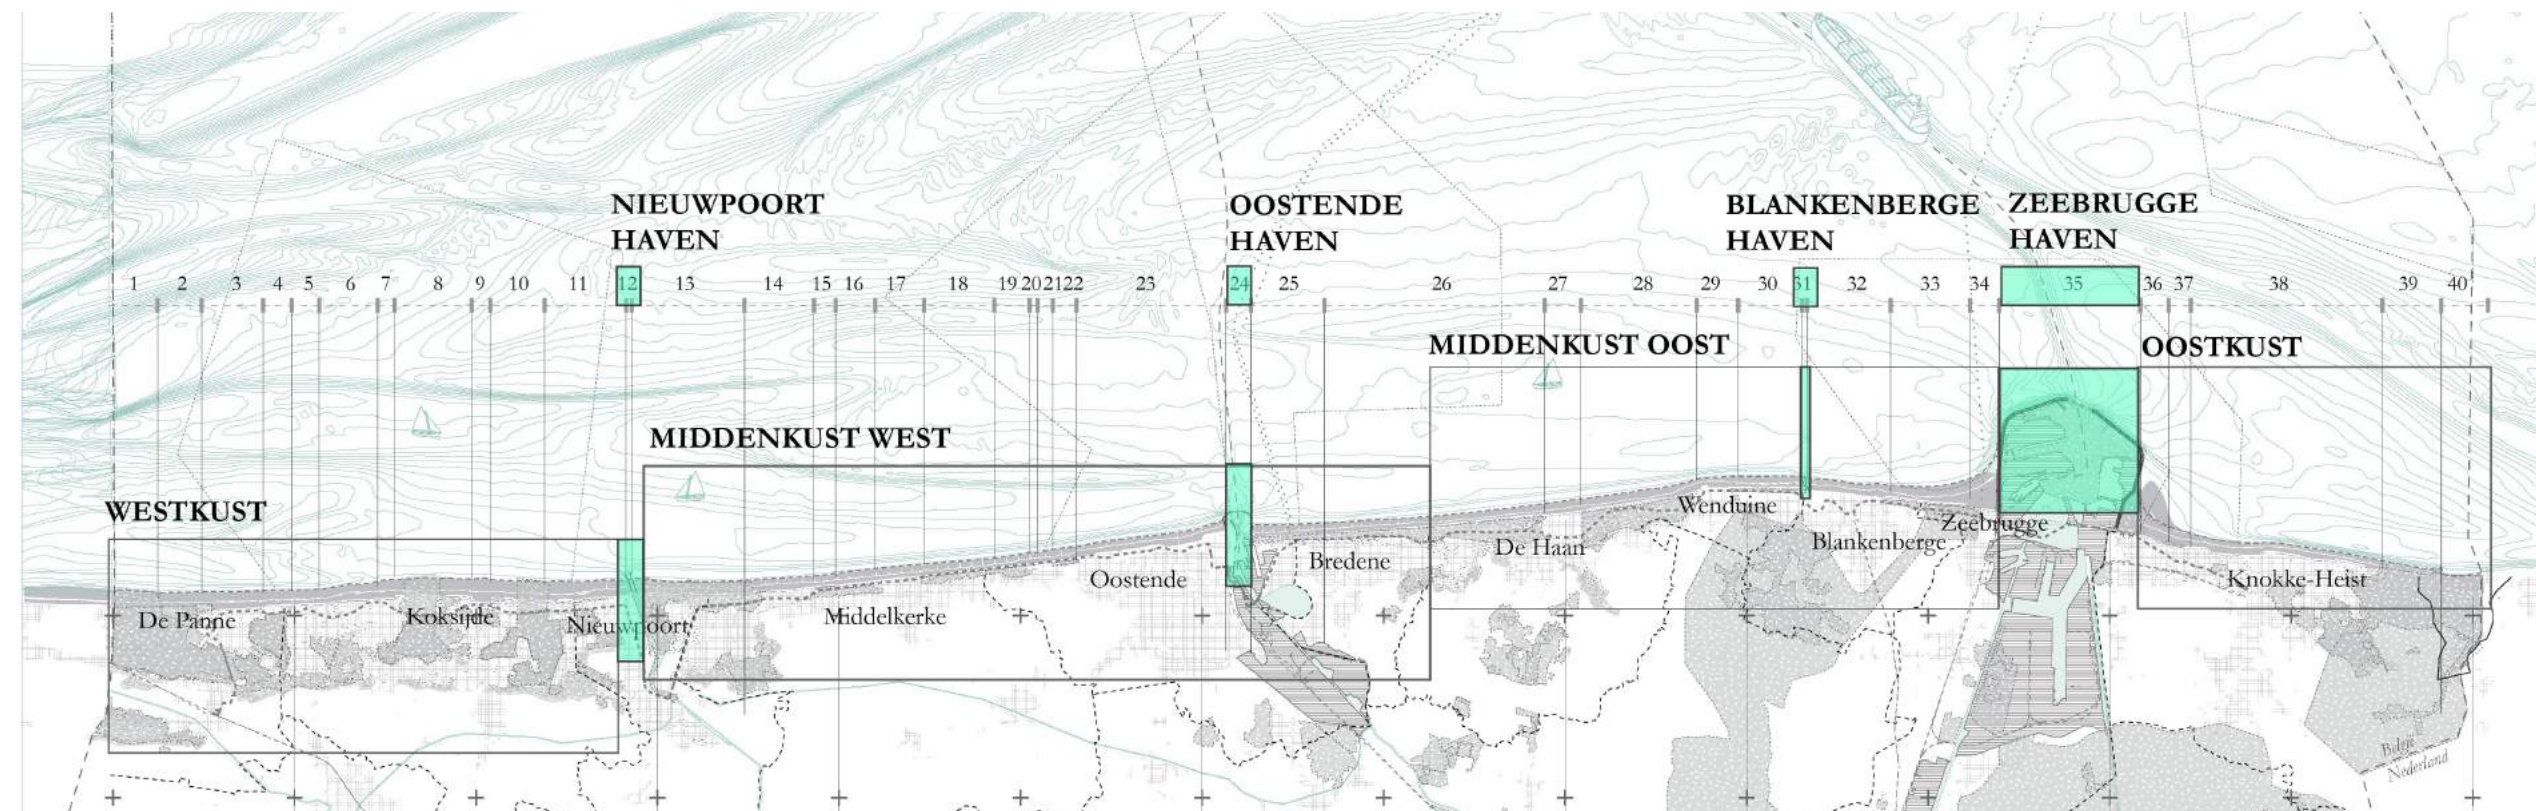 NIEUWPOORT
HAVEN
OOSTENDE
HAVEN
BLANKENBERGE
HAVEN
ZEEBRUGGE
HAVEN
1 2 3 4 5 6 7 8 9 10 11 12 13 14 15 16 17 18 19 20 21 22 23 24 25 26 27 28 29 30 31 32 33 34 35 36 37 38 39 40
MIDDENKUST OOST
OOSTKUST
MIDDENKUST WEST
WESTKUST
Wenduine
Zeebrugge
Blankenberge
De Haan
Bredene
Oostende
Knokke-Heist
De Panne
Koksijde
Nieuwpoort
Middelkerke
België
Nederland